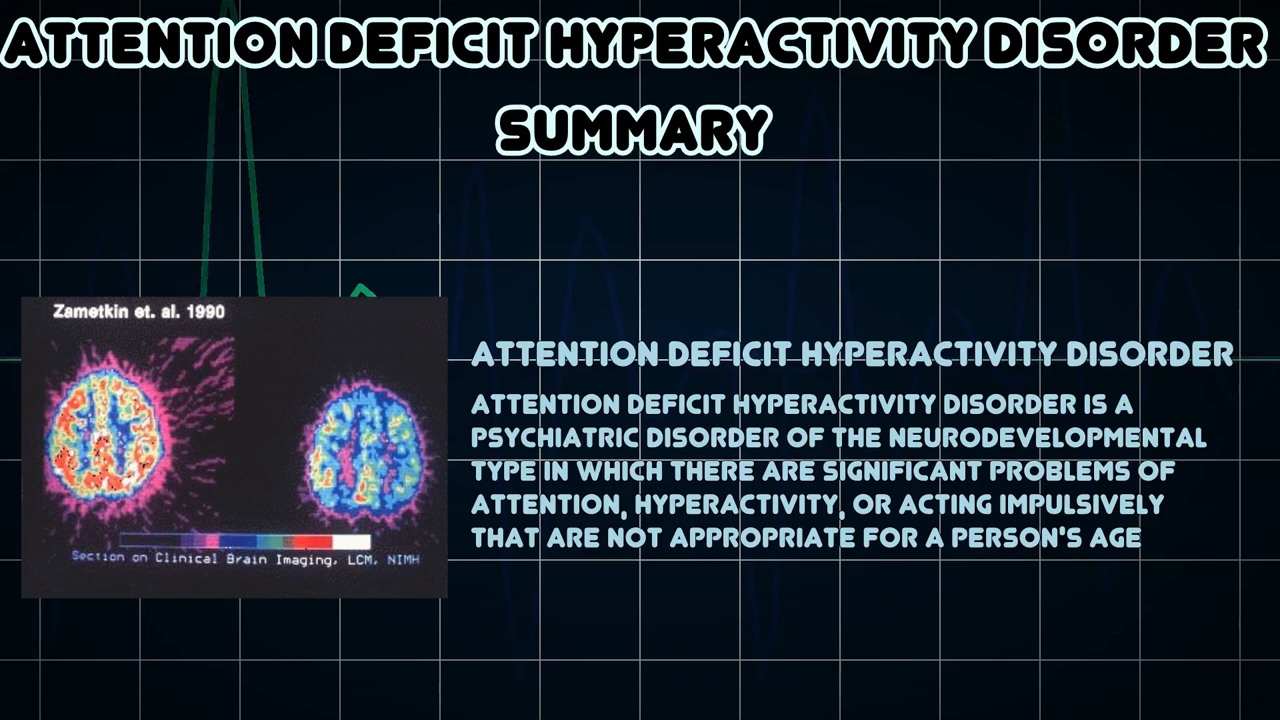 ATTENTION DEFICIT HYPERACTIVITY DISORDER
SUMMARY
Zametkin et. al. 1990
Section on Clinical Brain Imaging, LCM, NIMH
ATTENTION DEFICIT HYPERACTIVITY DISORDER
ATTENTION DEFICIT HYPERACTIVITY DISORDER IS A
PSYCHIATRIC DISORDER OF THE NEURODEVELOPMENTAL
TYPE IN WHICH THERE ARE SIGNIFICANT PROBLEMS OF
ATTENTION, HYPERACTIVITY, OR ACTING IMPULSIVELY
THAT ARE NOT APPROPRIATE FOR A PERSON'S AGE